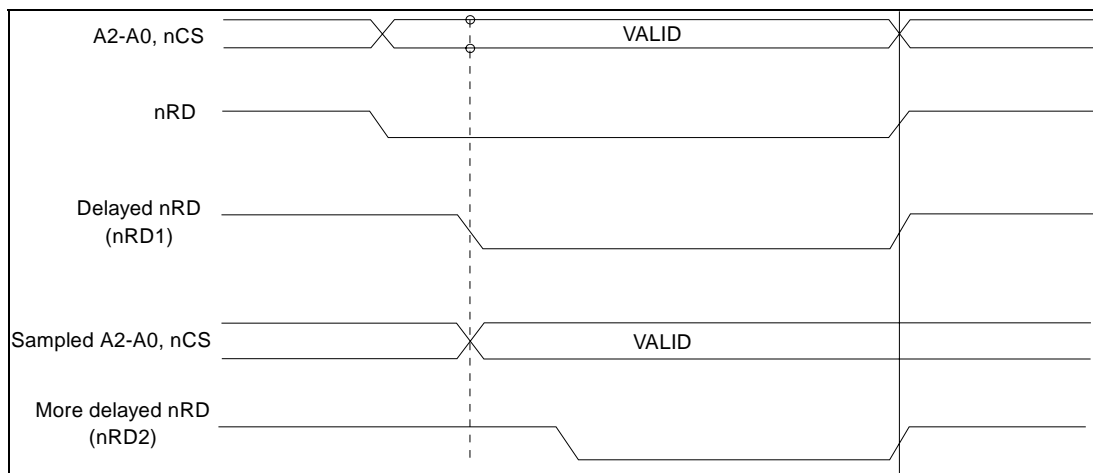 A2-A0, nCS
VALID
nRD
Delayed nRD
(nRD1)
Sampled A2-A0, nCS
VALID
More delayed nRD
(nRD2)